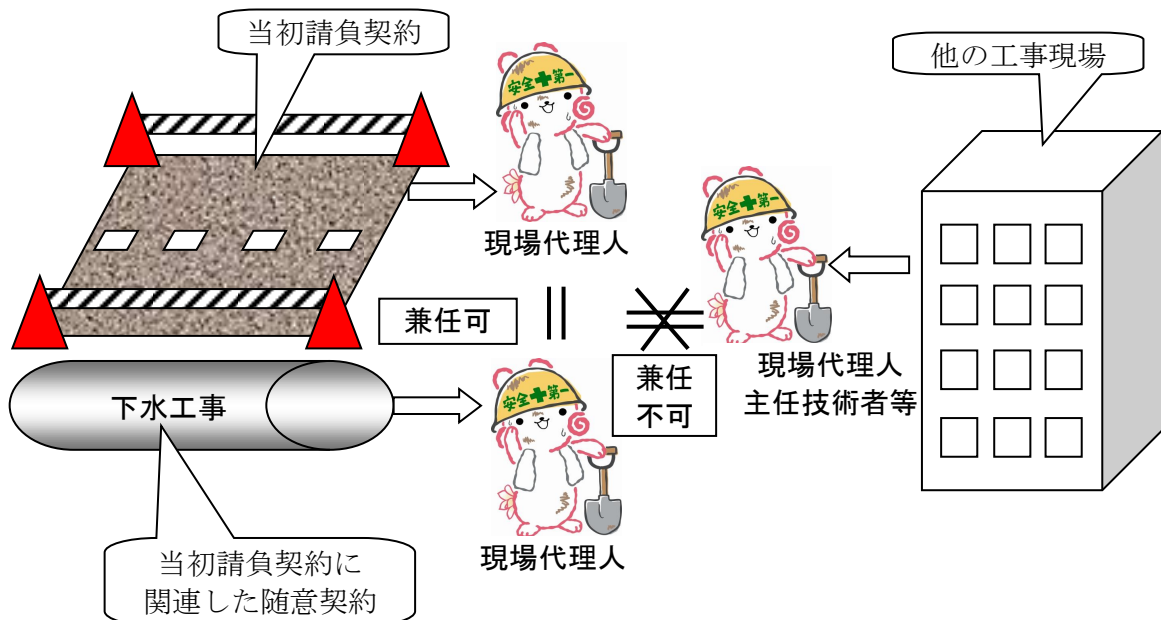 当初請負契約
安全＋第一
現場代理人
他の工事現場
安全＋第一
現場代理人
主任技術者等
兼任可
兼任
不可
下水工事
安全＋第一
現場代理人
当初請負契約に
関連した随意契約